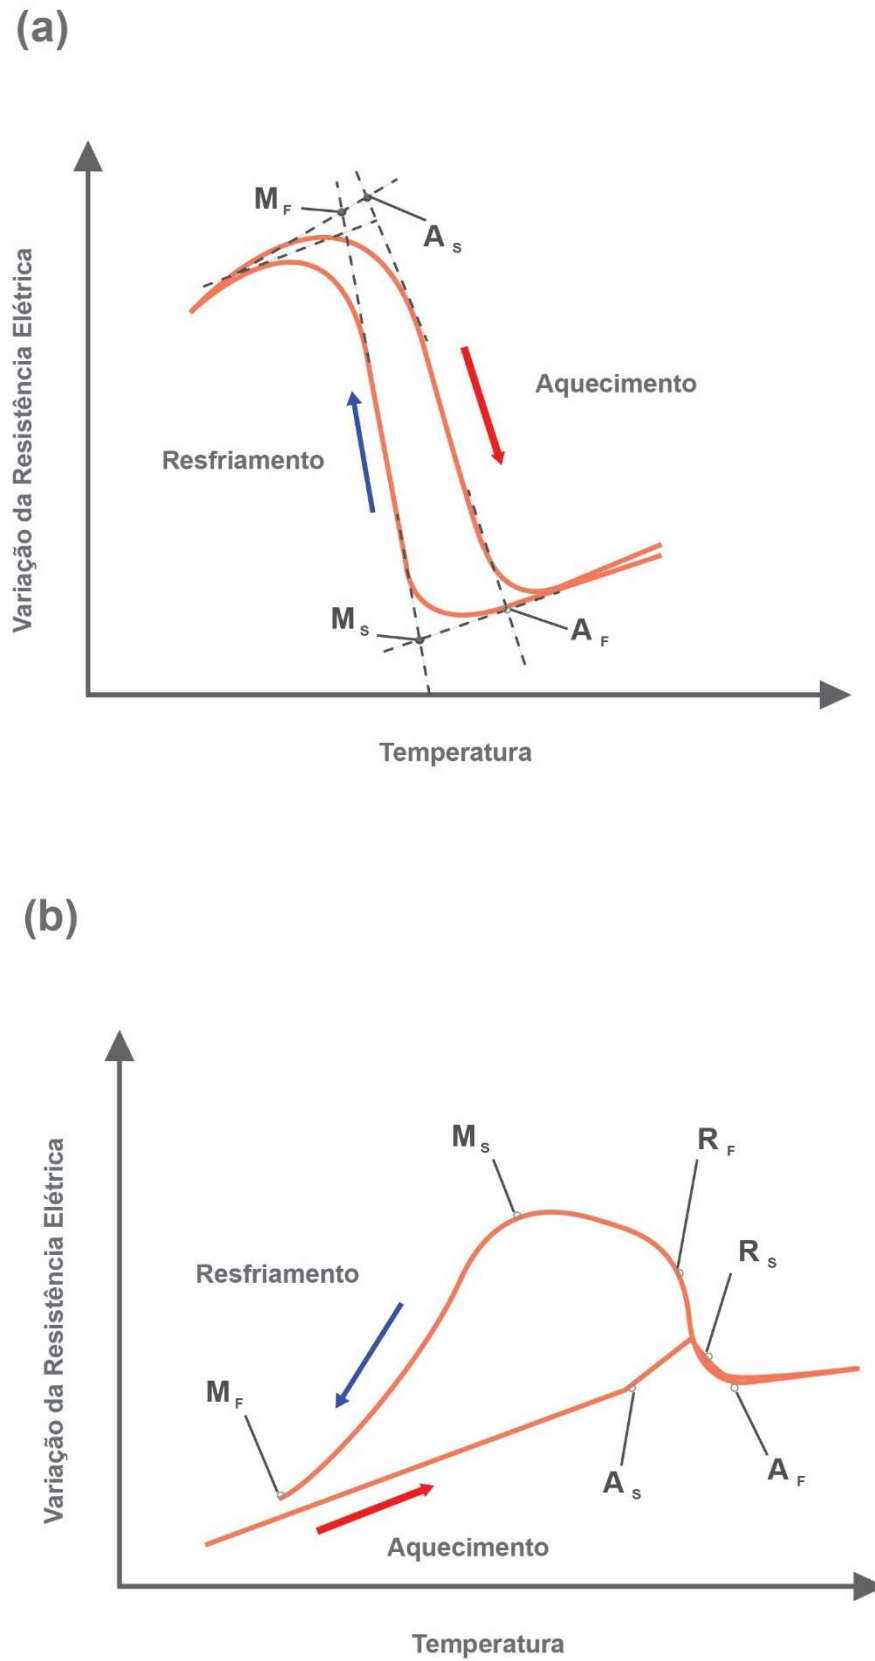 (a)
Variação da Resistência Elétrica
M F
A S
Aquecimento
Resfriamento
M S
A F
Temperatura
(b)
Variação da Resistência Elétrica
M S
R F
R S
Resfriamento
M F
A S
A F
Aquecimento
Temperatura